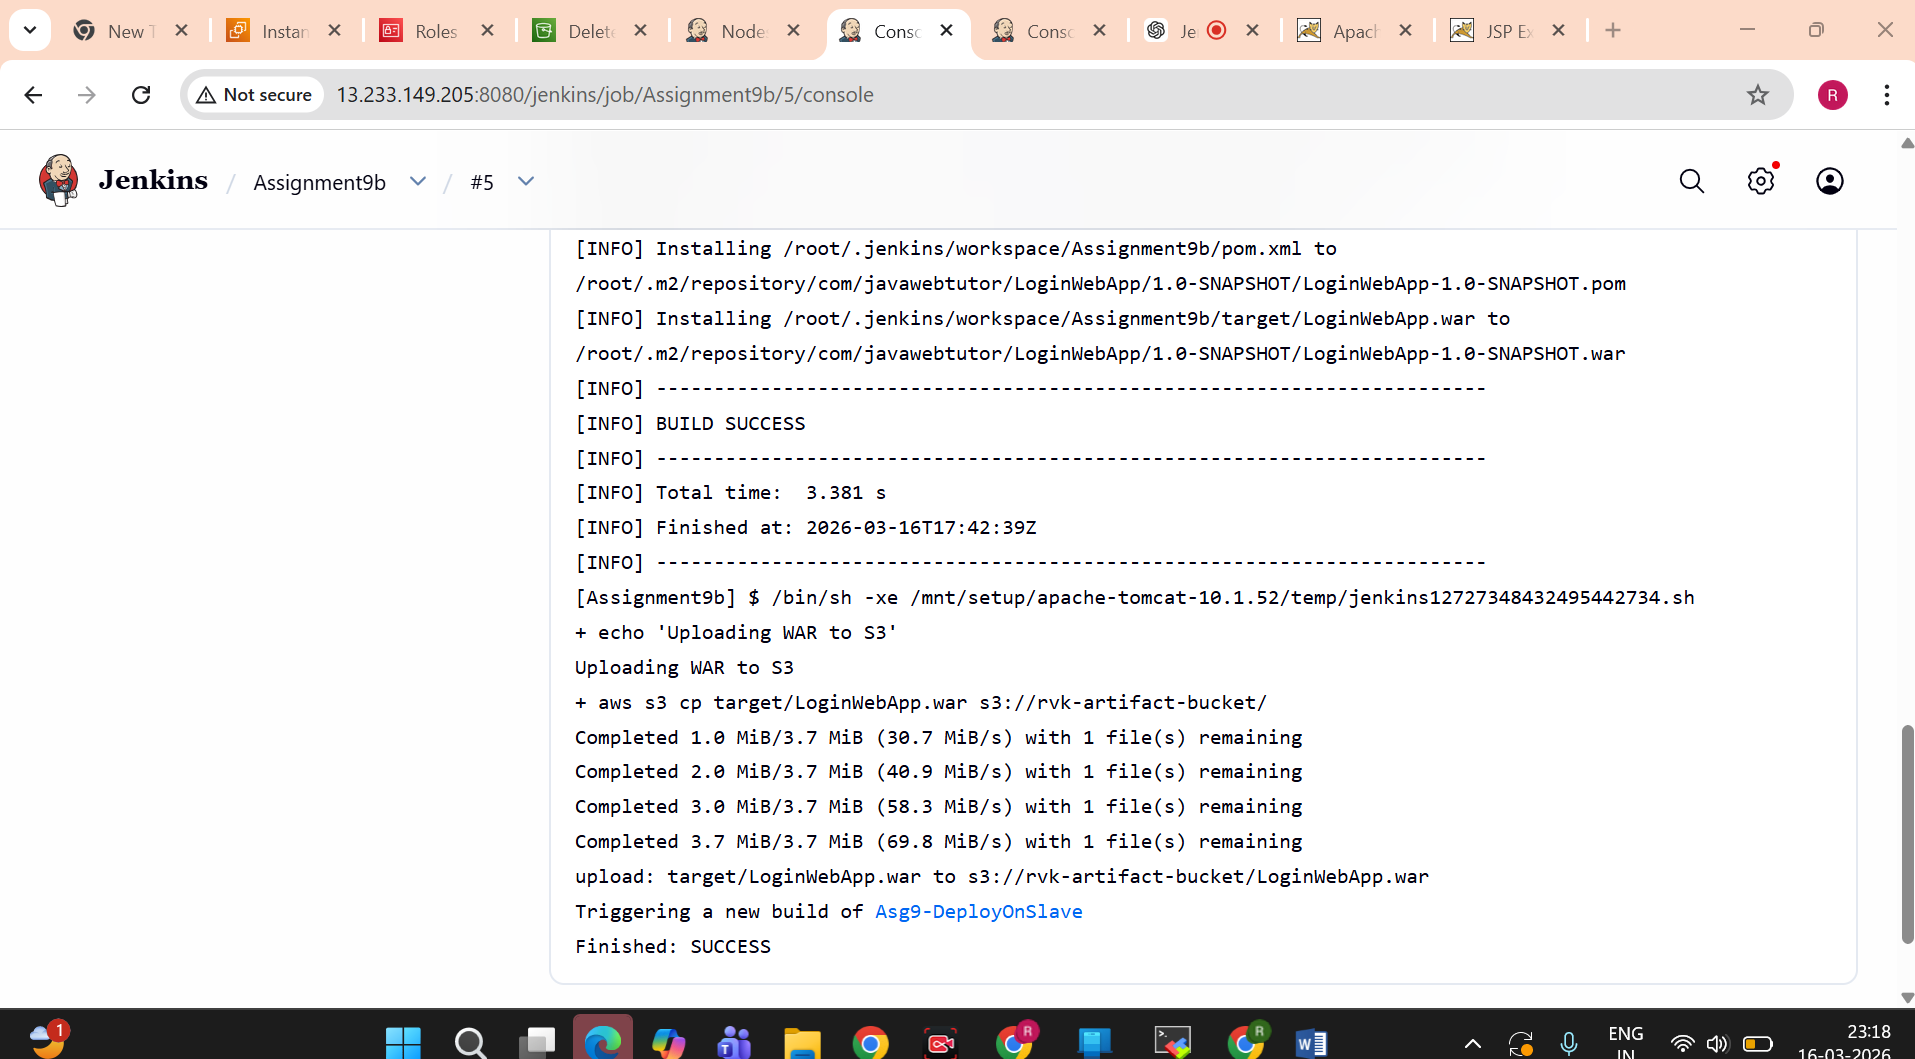 New T
Instan
Roles
Delete
Node
Conso
Conso
Je
Apach
JSP Ex
Not secure
13.233.149.205:8080/jenkins/job/Assignment9b/5/console
R
Jenkins / Assignment9b / #5
[INFO] Installing /root/.jenkins/workspace/Assignment9b/pom.xml to
/root/.m2/repository/com/javawebtutor/LoginWebApp/1.0-SNAPSHOT/LoginWebApp-1.0-SNAPSHOT.pom
[INFO] Installing /root/.jenkins/workspace/Assignment9b/target/LoginWebApp.war to
/root/.m2/repository/com/javawebtutor/LoginWebApp/1.0-SNAPSHOT/LoginWebApp-1.0-SNAPSHOT.war
[INFO] ------------------------------------------------------------------------
[INFO] BUILD SUCCESS
[INFO] ------------------------------------------------------------------------
[INFO] Total time:  3.381 s
[INFO] Finished at: 2026-03-16T17:42:39Z
[INFO] ------------------------------------------------------------------------
[Assignment9b] $ /bin/sh -xe /mnt/setup/apache-tomcat-10.1.52/temp/jenkins12727348432495442734.sh
+ echo 'Uploading WAR to S3'
Uploading WAR to S3
+ aws s3 cp target/LoginWebApp.war s3://rvk-artifact-bucket/
Completed 1.0 MiB/3.7 MiB (30.7 MiB/s) with 1 file(s) remaining
Completed 2.0 MiB/3.7 MiB (40.9 MiB/s) with 1 file(s) remaining
Completed 3.0 MiB/3.7 MiB (58.3 MiB/s) with 1 file(s) remaining
Completed 3.7 MiB/3.7 MiB (69.8 MiB/s) with 1 file(s) remaining
upload: target/LoginWebApp.war to s3://rvk-artifact-bucket/LoginWebApp.war
Triggering a new build of Asg9-DeployOnSlave
Finished: SUCCESS
1
R
R
ENG
IN
23:18
16-03-2026